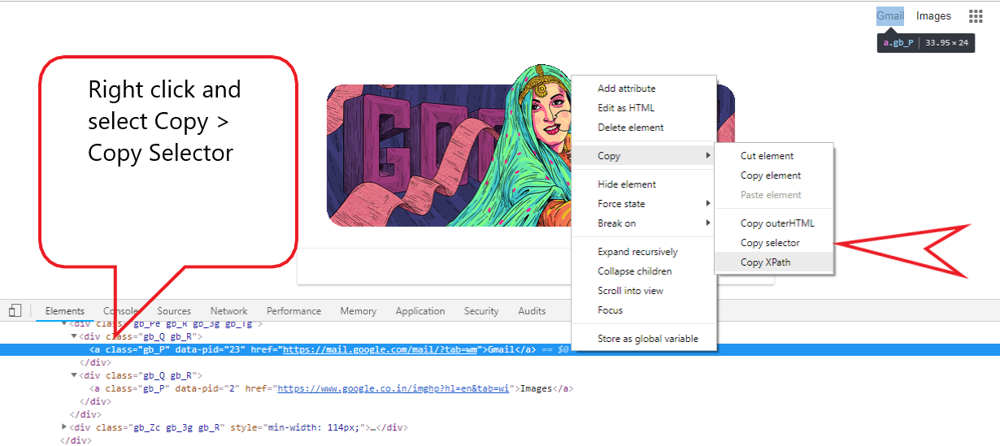 Gmail Images
a.gb_P 33.95 × 24
Right click and
select Copy >
Copy Selector
GOO
Add attribute
Edit as HTML
Delete element
Copy
Hide element
Force state
Break on
Expand recursively
Collapse children
Scroll into view
Focus
Store as global variable
Cut element
Copy element
Paste element
Copy outerHTML
Copy selector
Copy XPath
Elements Console Sources Network Performance Memory Application Security Audits
<div class="gb_Pe gb_R gb_3g gb_Tg">
<div class="gb_Q gb_R">
<a class="gb_P" data-pid="23" href="https://mail.google.com/mail/?tab=wm">Gmail</a> == $0
</div>
<div class="gb_Q gb_R">
<a class="gb_P" data-pid="2" href="https://www.google.co.in/imghp?hl=en&tab=wi">Images</a>
</div>
</div>
<div class="gb_Zc gb_3g gb_R" style="min-width: 114px;">…</div>
</div>